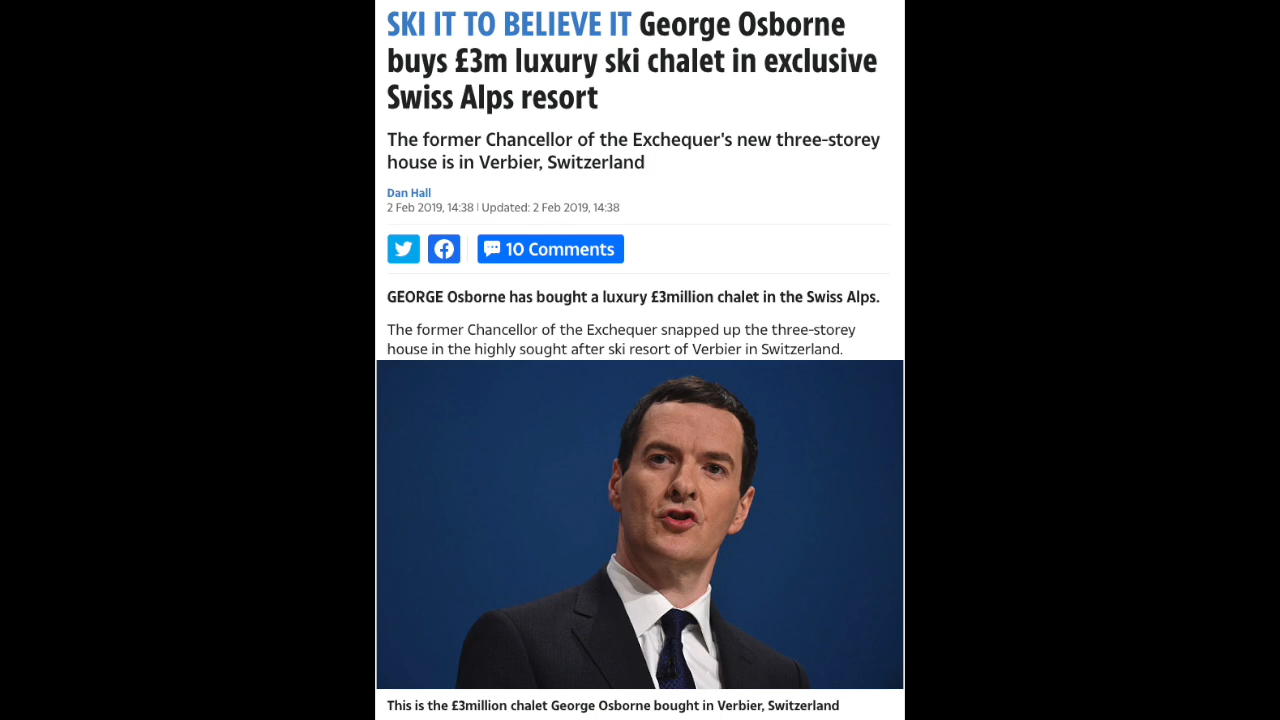 SKI IT TO BELIEVE IT George Osborne
buys £3m luxury ski chalet in exclusive
Swiss Alps resort
The former Chancellor of the Exchequer's new three-storey
house is in Verbier, Switzerland
Dan Hall
2 Feb 2019, 14:38 | Updated: 2 Feb 2019, 14:38
10 Comments
GEORGE Osborne has bought a luxury £3million chalet in the Swiss Alps.
The former Chancellor of the Exchequer snapped up the three-storey
house in the highly sought after ski resort of Verbier in Switzerland.
This is the £3million chalet George Osborne bought in Verbier, Switzerland